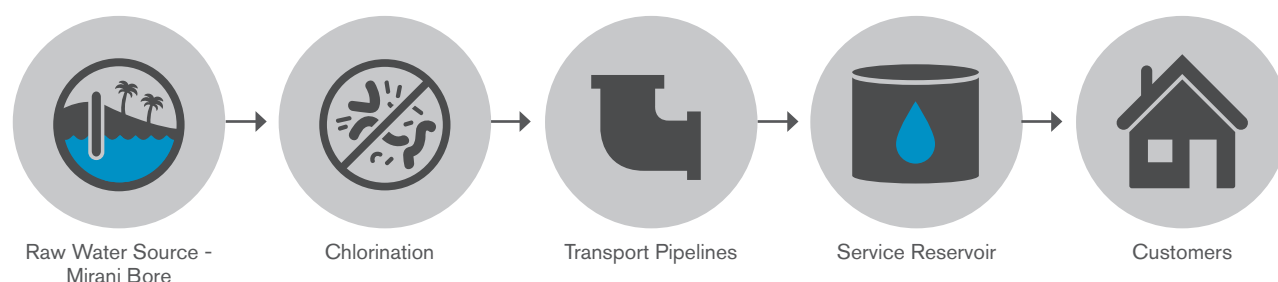 Raw Water Source -
Mirani Bore
Chlorination
Transport Pipelines
Service Reservoir
Customers